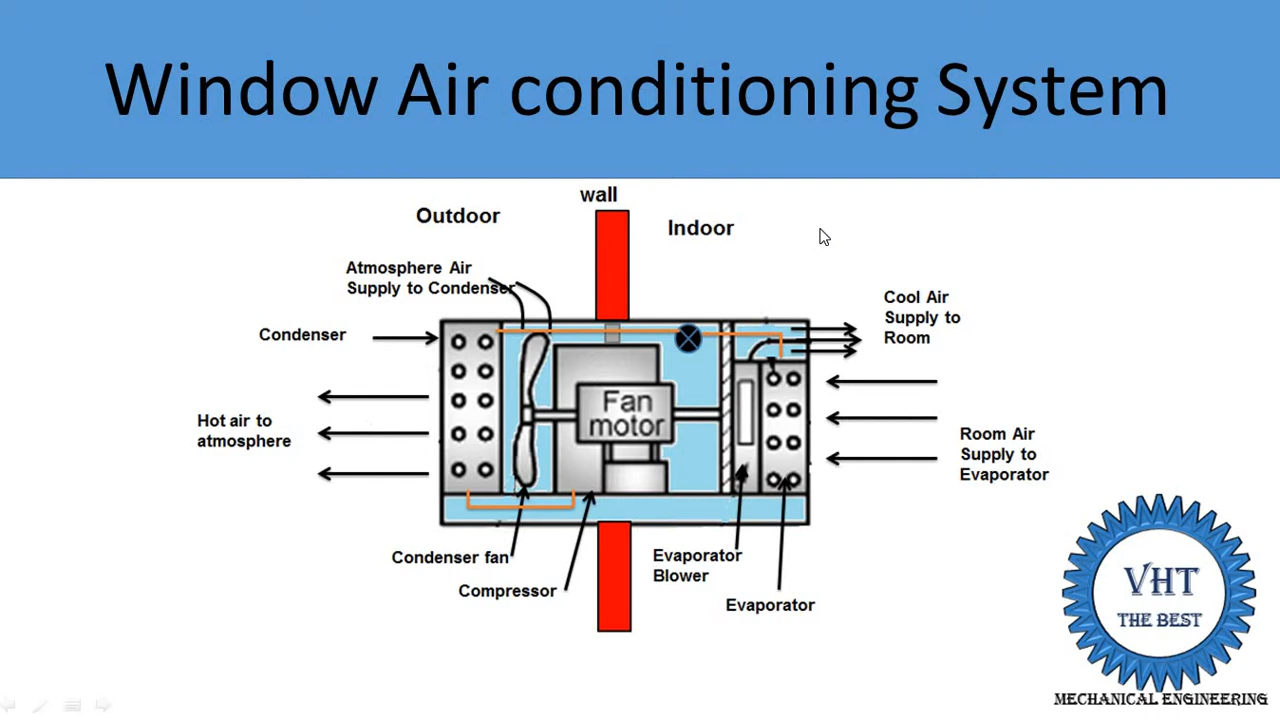 Window Air conditioning System
wall
Outdoor
Indoor
Atmosphere Air
Supply to Condenser
Cool Air
Supply to
Room
Condenser
Fan
motor
Hot air to
atmosphere
Room Air
Supply to
Evaporator
Condenser fan
Compressor
Evaporator
Blower
Evaporator
VHT
THE BEST
MECHANICAL ENGINEERING